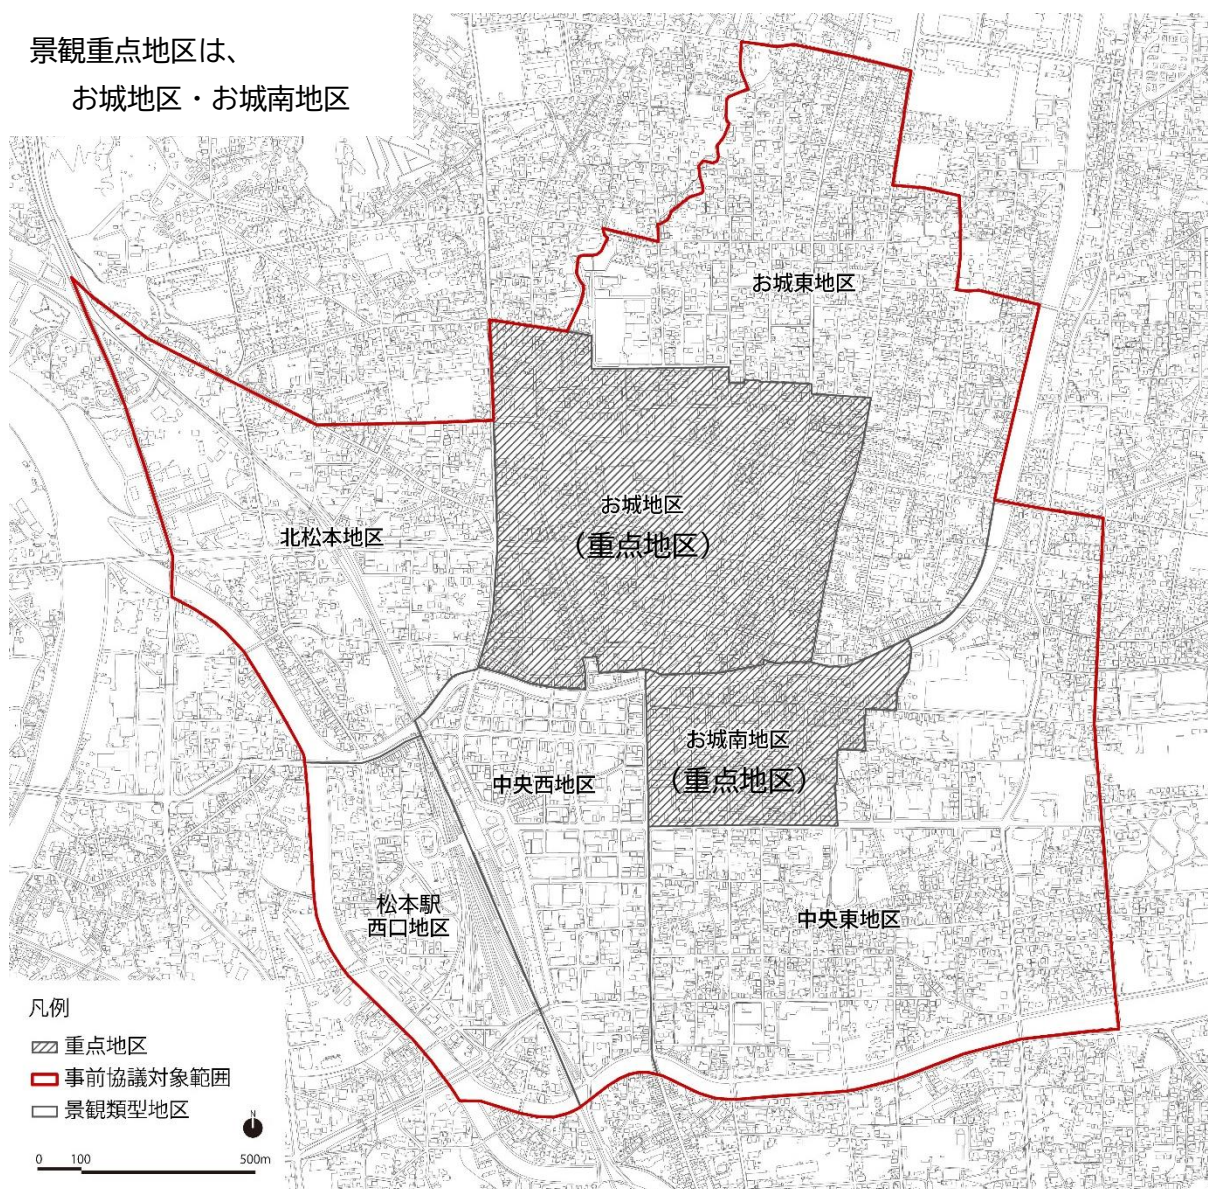 景観重点地区は、
お城地区・お城南地区
お城東地区
お城地区
（重点地区）
北松本地区
お城南地区
（重点地区）
中央西地区
松本駅
西口地区
中央東地区
凡例
重点地区
事前協議対象範囲
景観類型地区
N
0 100 500m